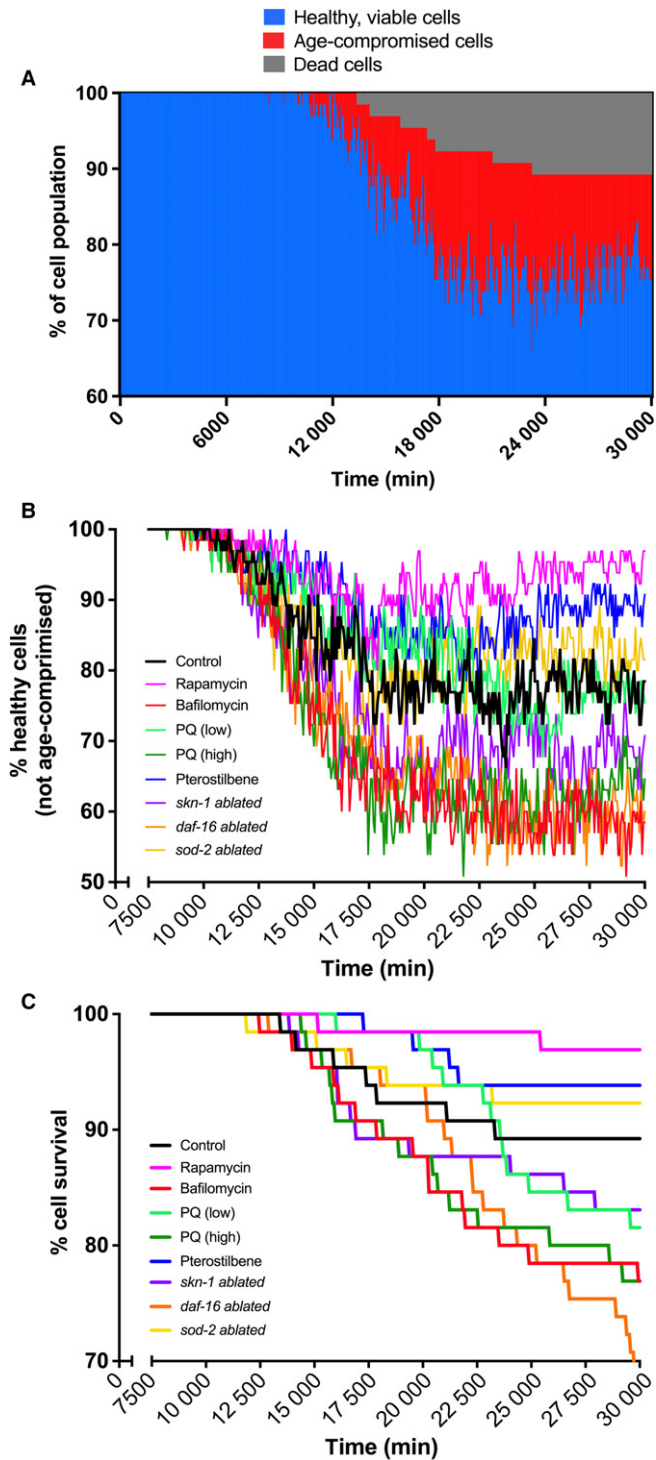 Healthy, viable cells
Age-compromised cells
Dead cells
A
100
90
80
70
60
% of cell population
0
6000
12 000
18 000
24 000
30 000
Time (min)
B
100
90
80
70
60
50
0
% healthy cells
(not age-comprimised)
Control
Rapamycin
Bafilomycin
PQ (low)
PQ (high)
Pterostilbene
skn-1 ablated
daf-16 ablated
sod-2 ablated
7500
10 000
12 500
15 000
17 500
20 000
22 500
25 000
27 500
30 000
Time (min)
C
100
90
80
70
0
% cell survival
Control
Rapamycin
Bafilomycin
PQ (low)
PQ (high)
Pterostilbene
skn-1 ablated
daf-16 ablated
sod-2 ablated
7500
10 000
12 500
15 000
17 500
20 000
22 500
25 000
27 500
30 000
Time (min)